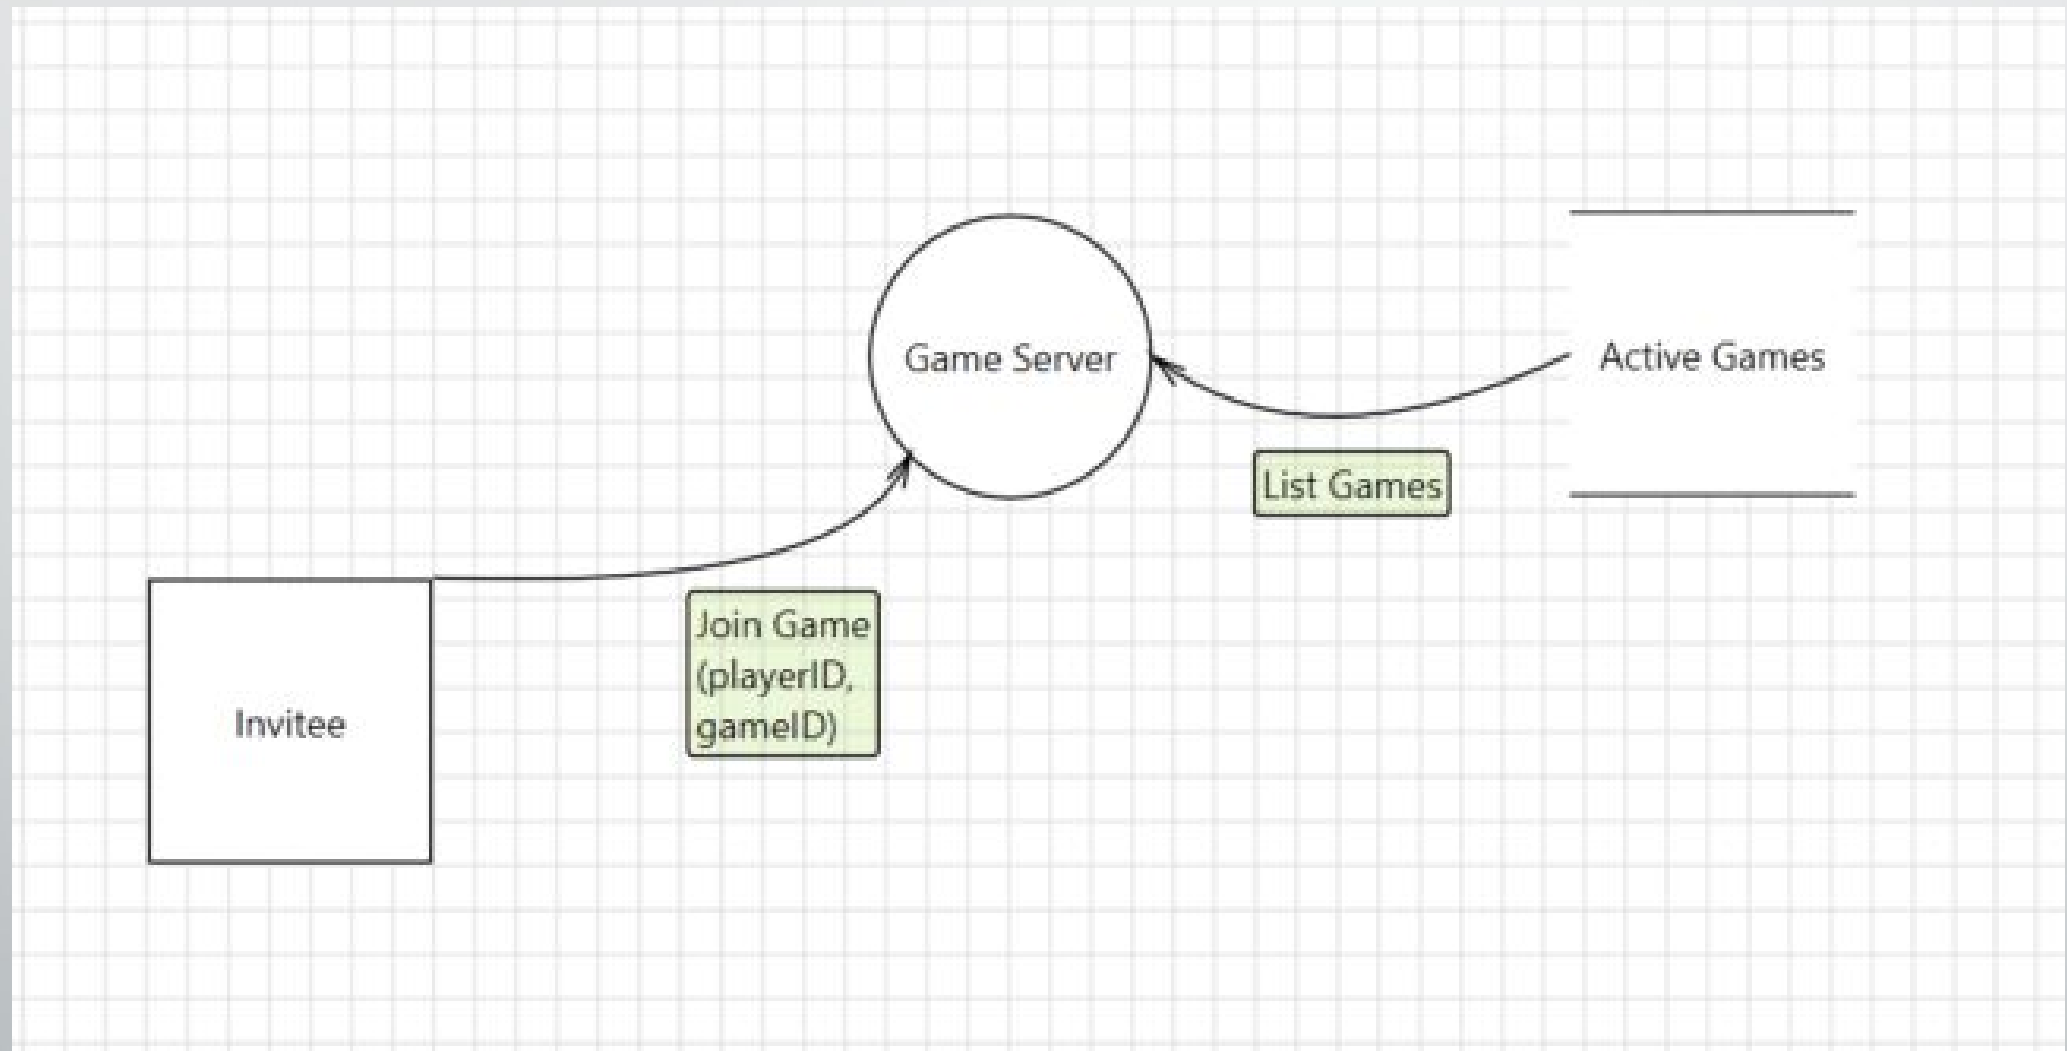 Game Server
Active Games
List Games
Join Game
(playerID,
gameID)
Invitee